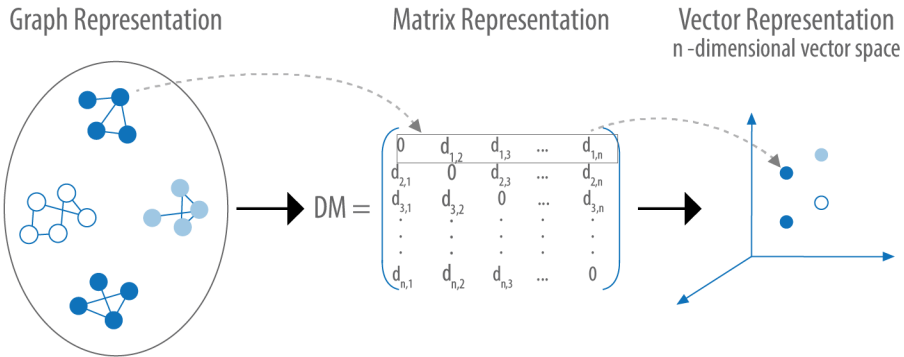 Graph Representation
Matrix Representation
Vector Representation
n -dimensional vector space
DM =
0 d1,2 d1,3 ... d1,n
d2,1 0 d2,3 ... d2,n
d3,1 d3,2 0 ... d3,n
. . . . .
. . . . .
. . . . .
dn,1 dn,2 dn,3 ... 0